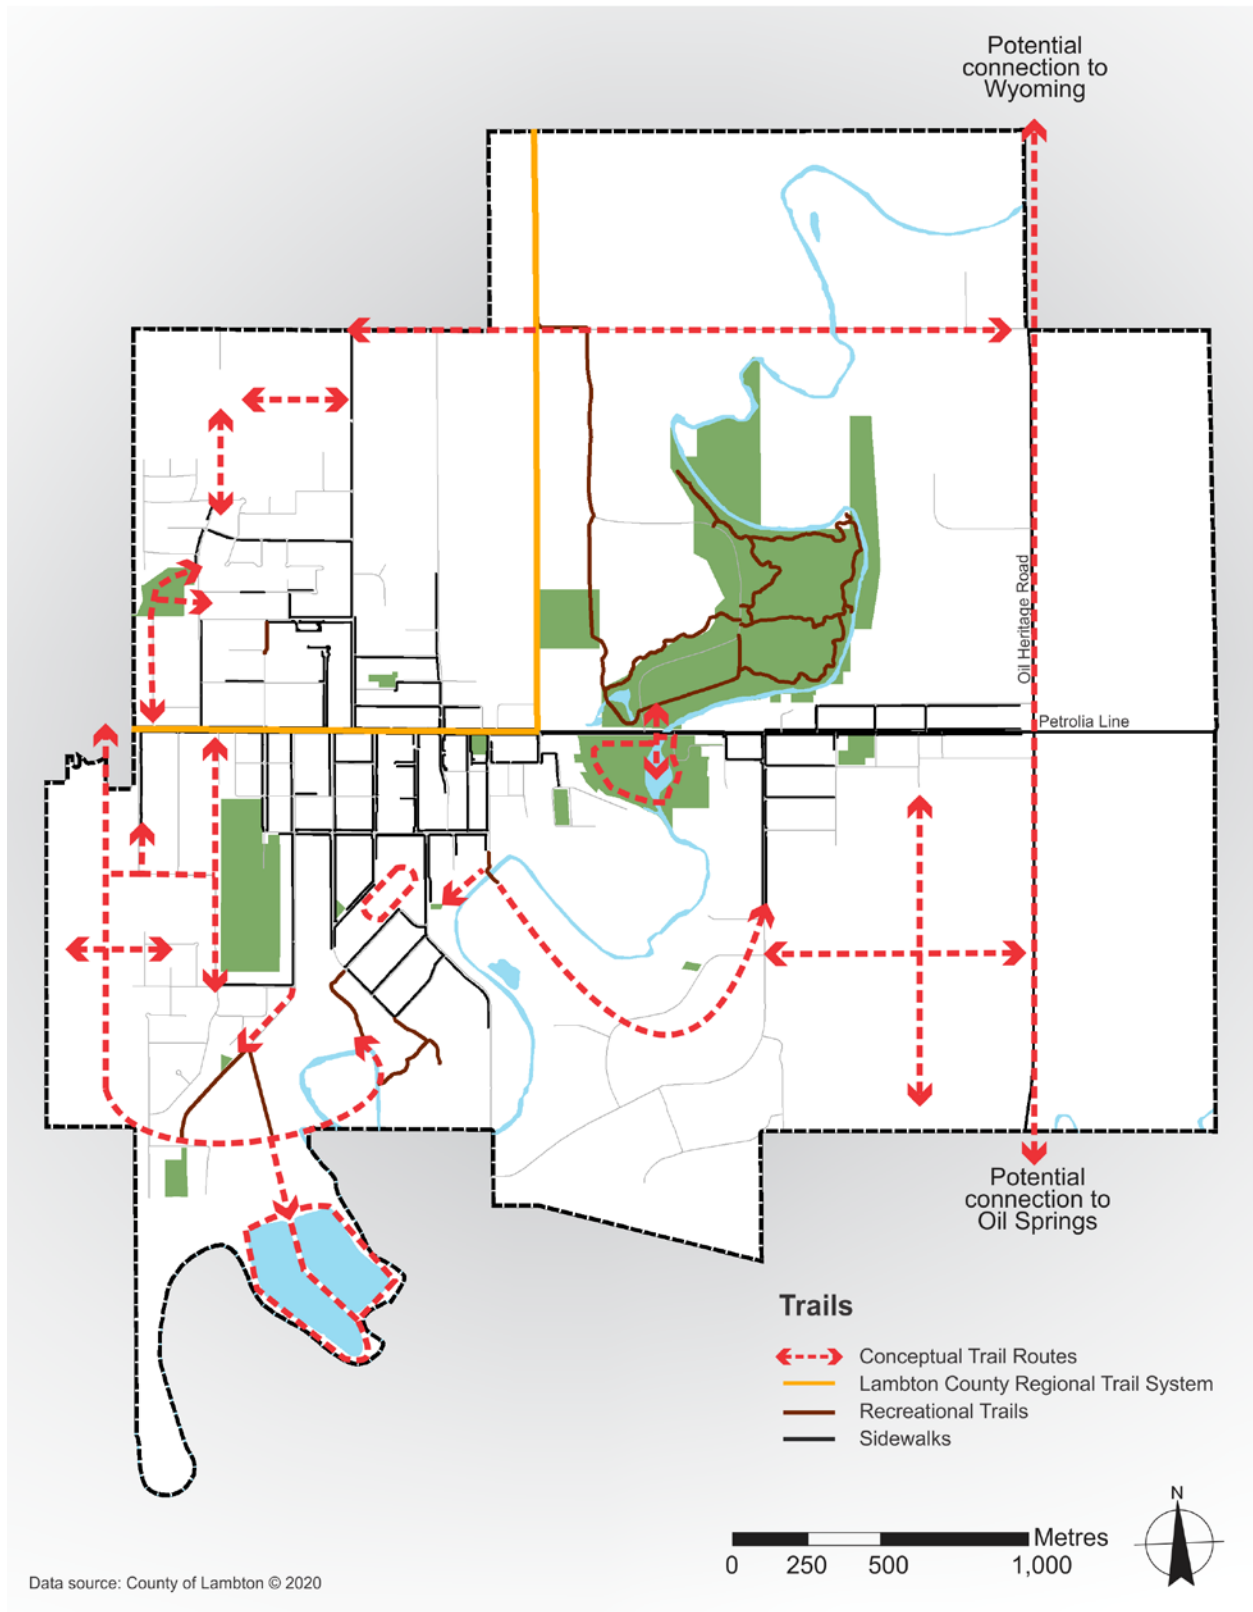 Potential
connection to
Wyoming
Oil Heritage Road
Petrolia Line
Potential
connection to
Oil Springs
Trails
Conceptual Trail Routes
Lambton County Regional Trail System
Recreational Trails
Sidewalks
N
Metres
0 250 500 1,000
Data source: County of Lambton © 2020